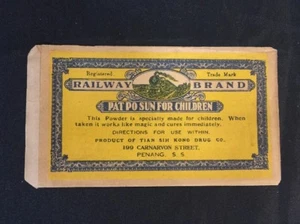 Registered Trade Mark
RAILWAY BRAND
PAT PO SUN FOR CHILDREN
This Powder is specially made for children. When
taken it works like magic and cures immediately.
DIRECTIONS FOR USE WITHIN.
PRODUCT OF TIAN SIN KONG DRUG CO.,
199 CARNARVON STREET,
PENANG. S. S.